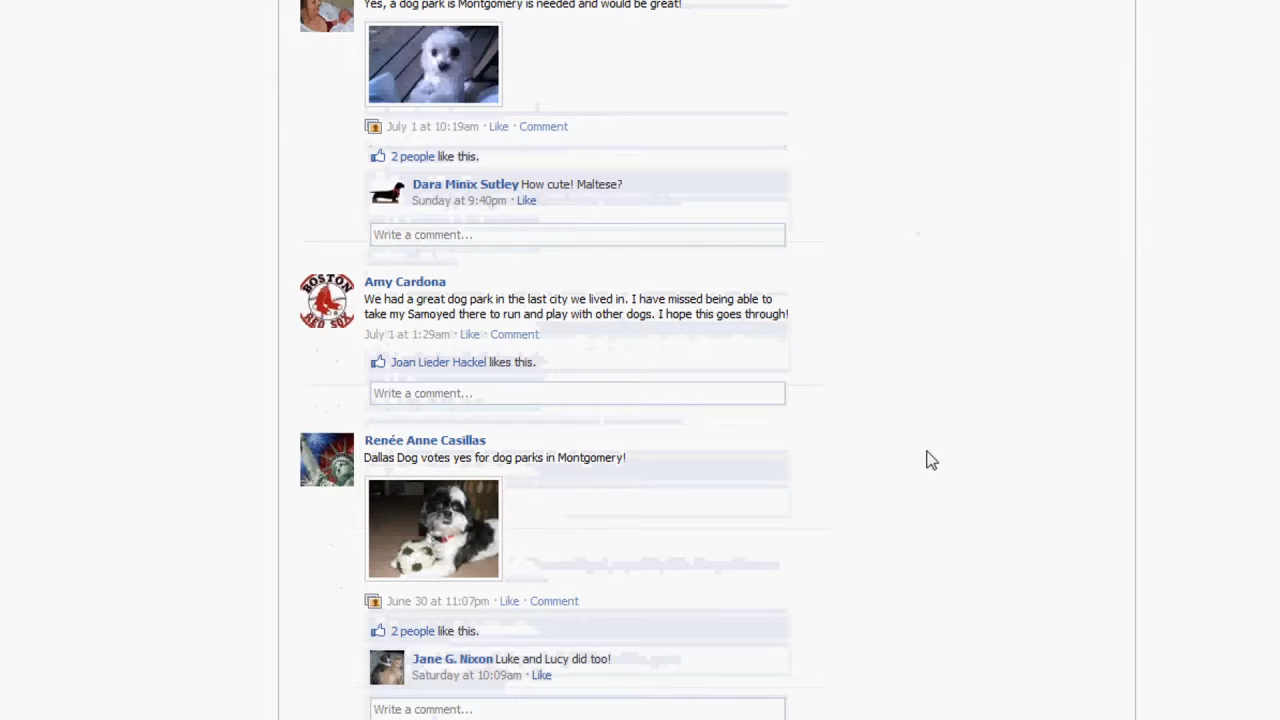 Yes, a dog park is Montgomery is needed and would be great!
July 1 at 10:19am · Like · Comment
2 people like this.
Dara Minix Sutley How cute! Maltese?
Sunday at 9:40pm · Like
Write a comment...
BOSTON
RED SOX
Amy Cardona
We had a great dog park in the last city we lived in. I have missed being able to
take my Samoyed there to run and play with other dogs. I hope this goes through!
July 1 at 1:29am · Like · Comment
Joan Lieder Hackel likes this.
Write a comment...
Renée Anne Casillas
Dallas Dog votes yes for dog parks in Montgomery!
June 30 at 11:07pm · Like · Comment
2 people like this.
Jane G. Nixon Luke and Lucy did too!
Saturday at 10:09am · Like
Write a comment...